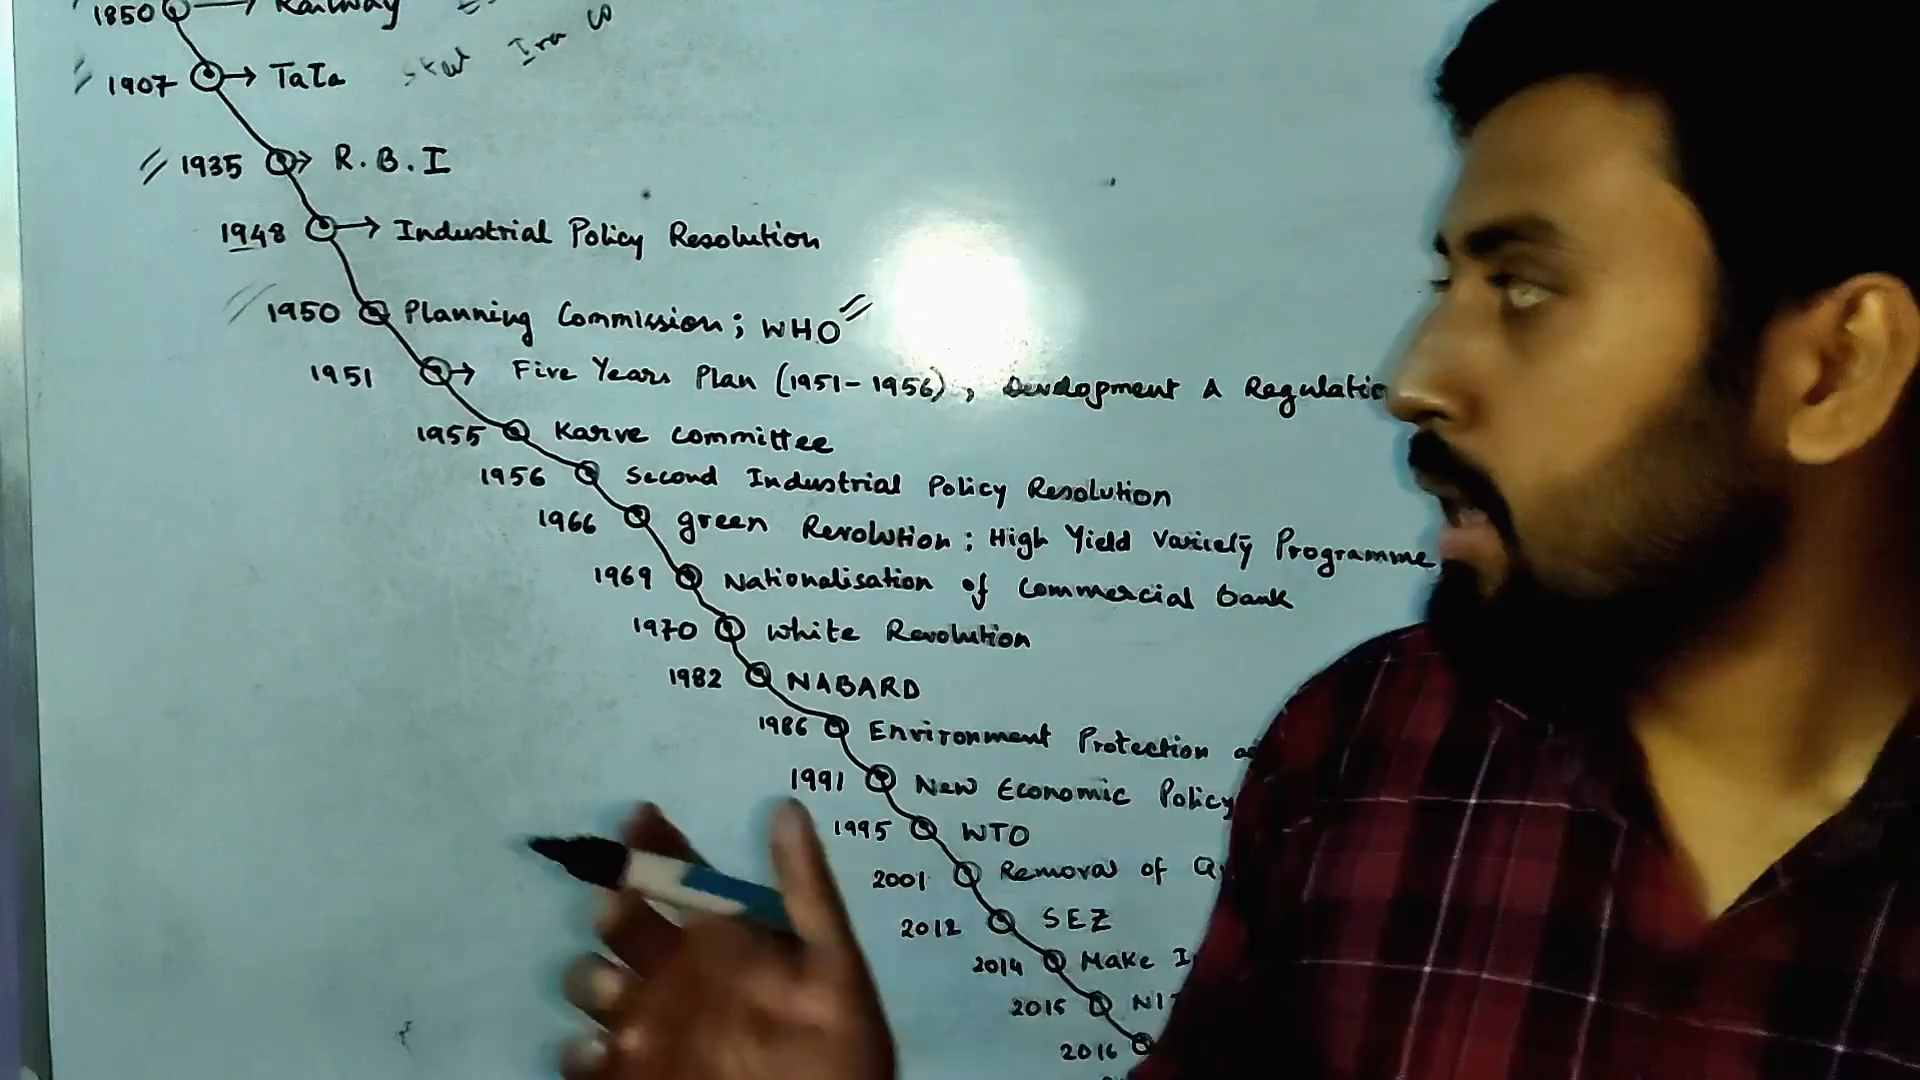 1850 → Railway
1907 → TATA
1935 → R.B.I
1948 → Industrial Policy Resolution
1950 Planning Commission; WHO
1951 → Five Years Plan (1951-1956), Development & Regulatio
1955 Karve committee
1956 Second Industrial Policy Resolution
1966 green Revolution; High Yield Variety Programme
1969 Nationalisation of Commercial bank
1970 White Revolution
1982 NABARD
1986 Environment Protection ac
1991 New Economic Policy
1995 WTO
2001 Removal of Q
2012 SEZ
2014 Make I
2015 NIT
2016